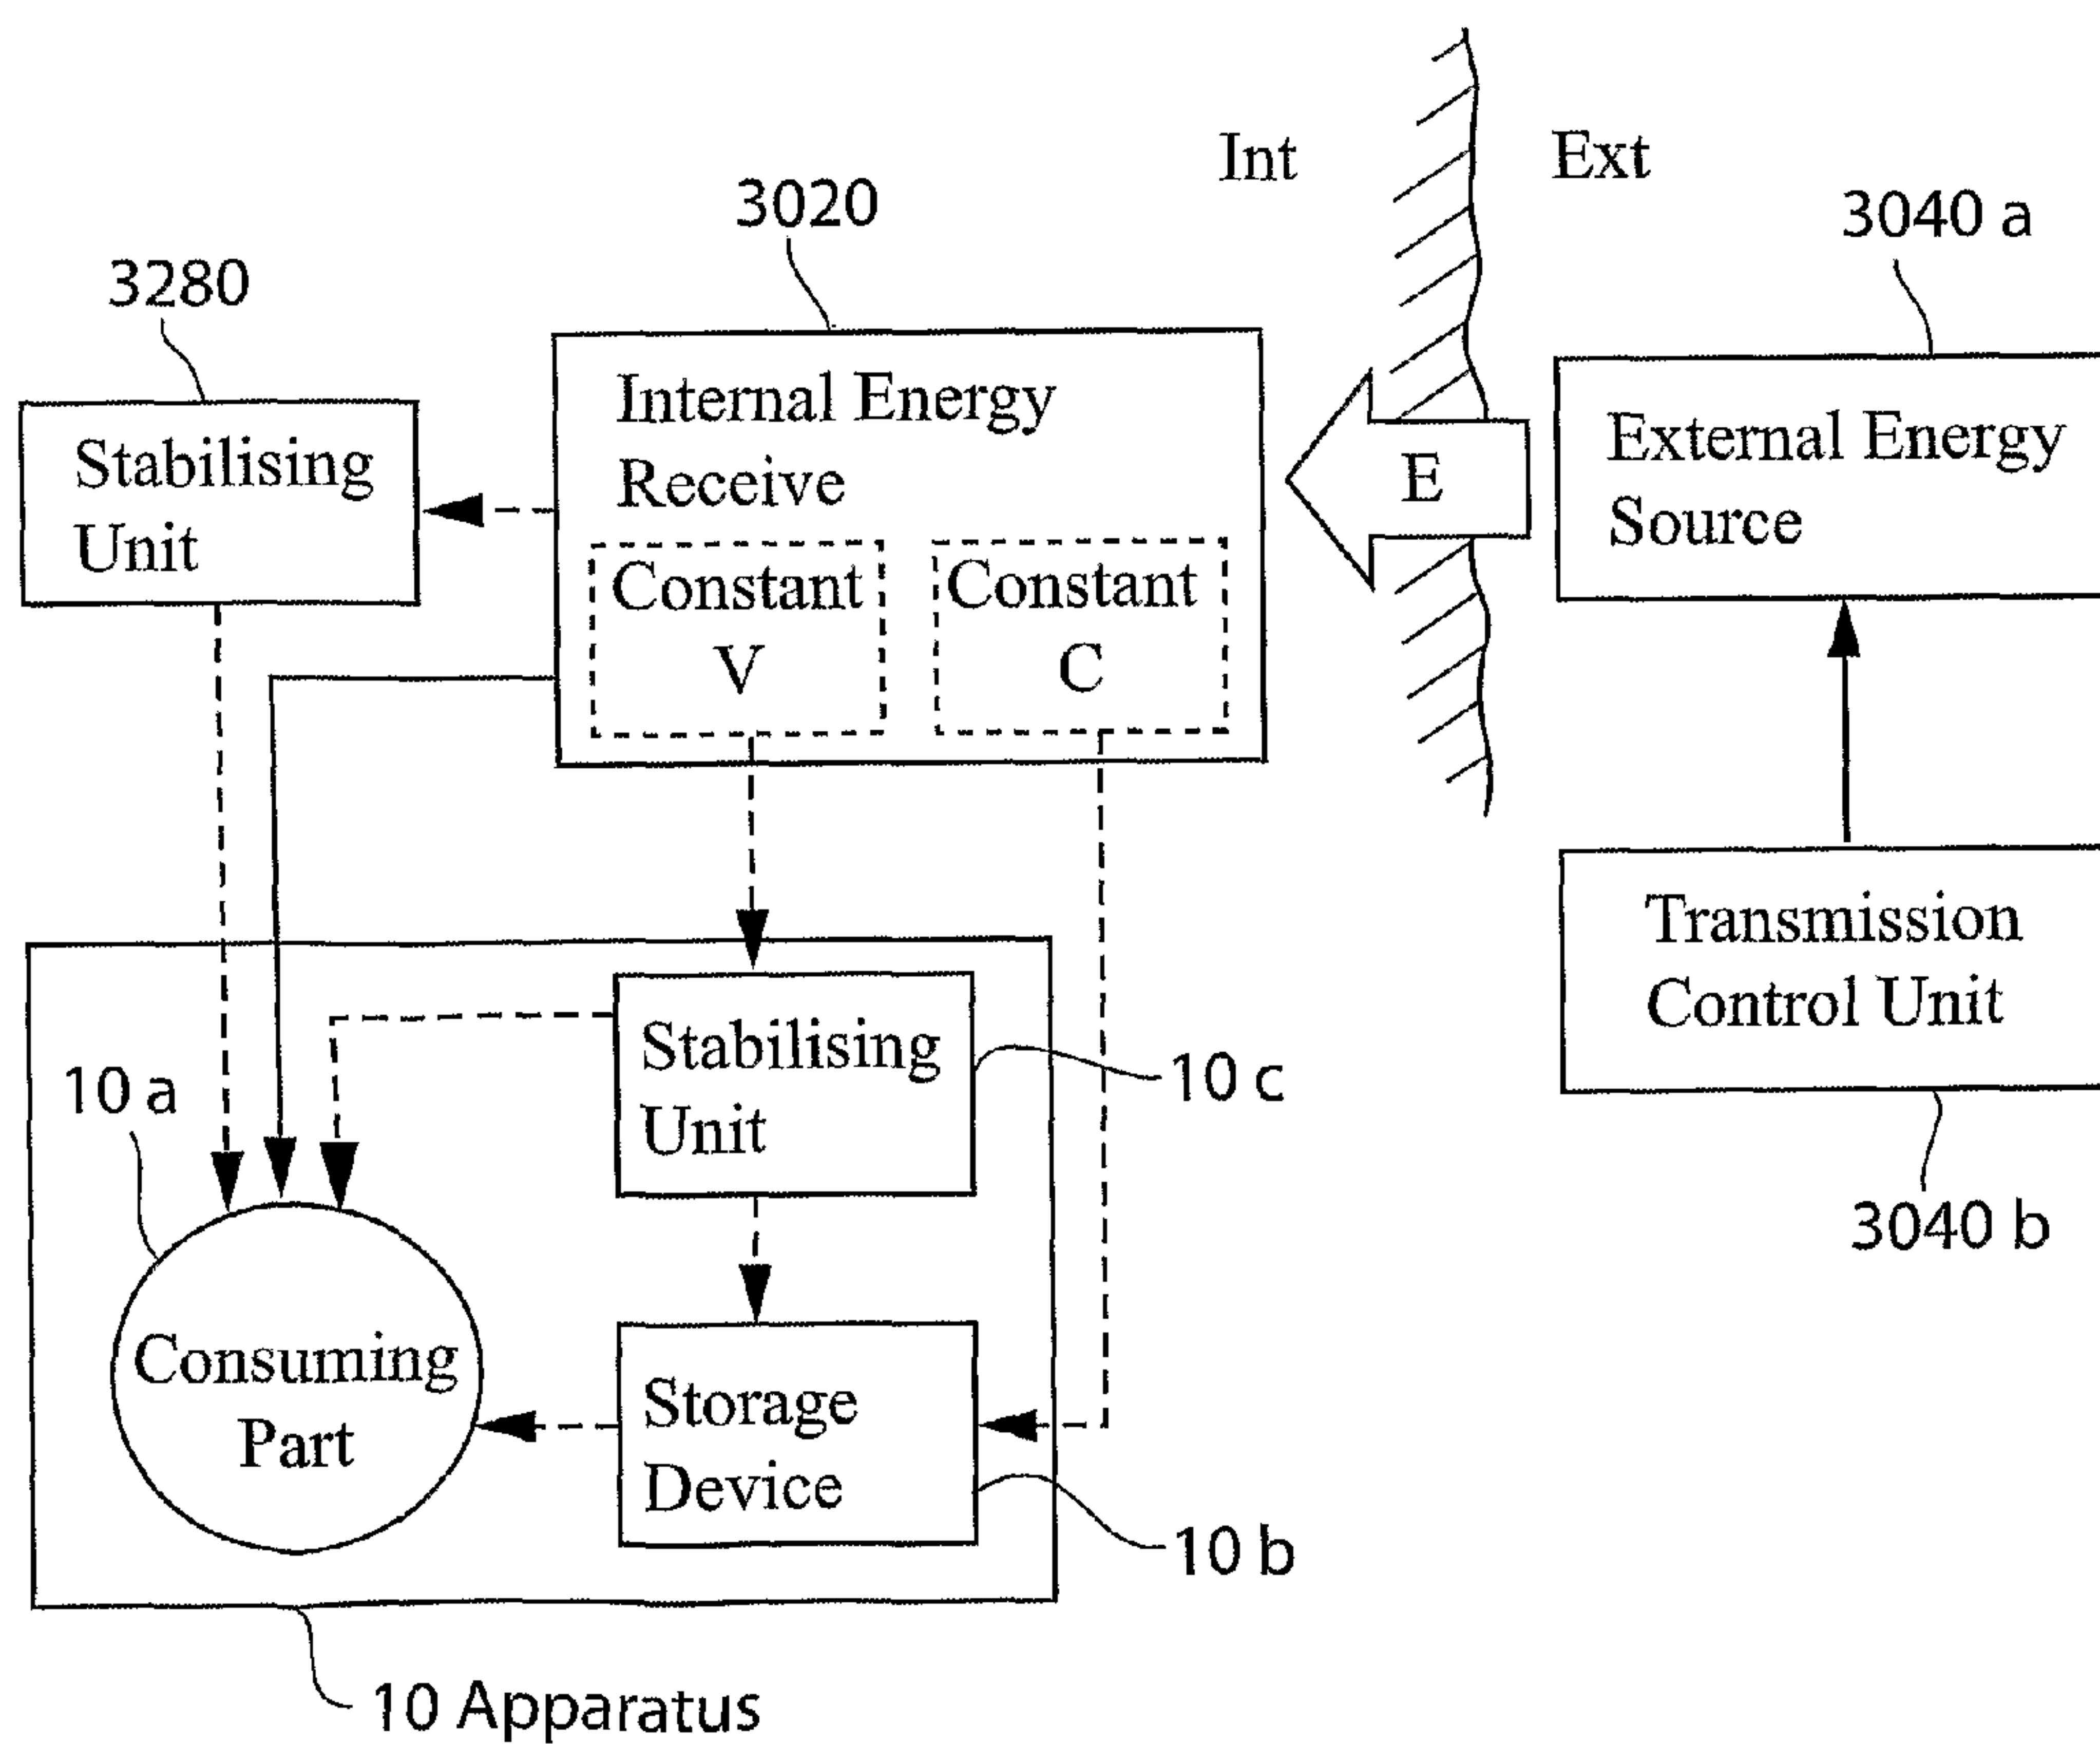 Int
Ext
3020
3040 a
3280
Internal Energy
Receive
External Energy
Source
Stabilising
Unit
E
Constant
V
Constant
C
Transmission
Control Unit
Stabilising
Unit
10 c
10 a
3040 b
Consuming
Part
Storage
Device
10 b
10 Apparatus